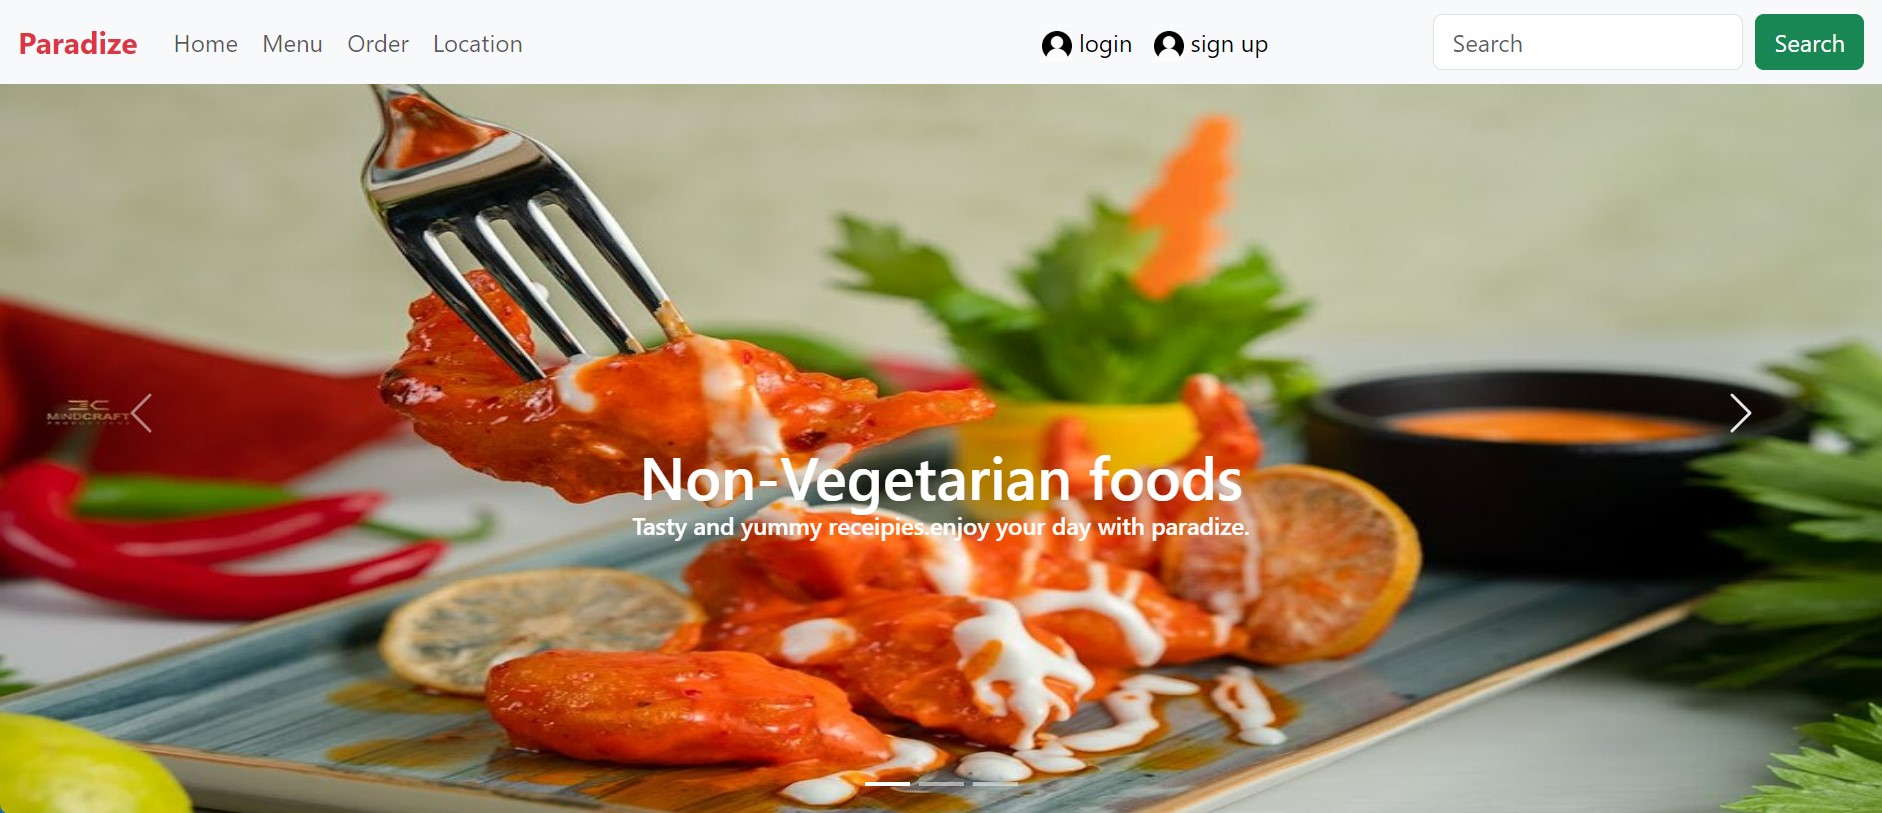 Paradize Home Menu Order Location login sign up Search Search
MINDCRAFT
PRODUCTIONS
Non-Vegetarian foods
Tasty and yummy receipies.enjoy your day with paradize.